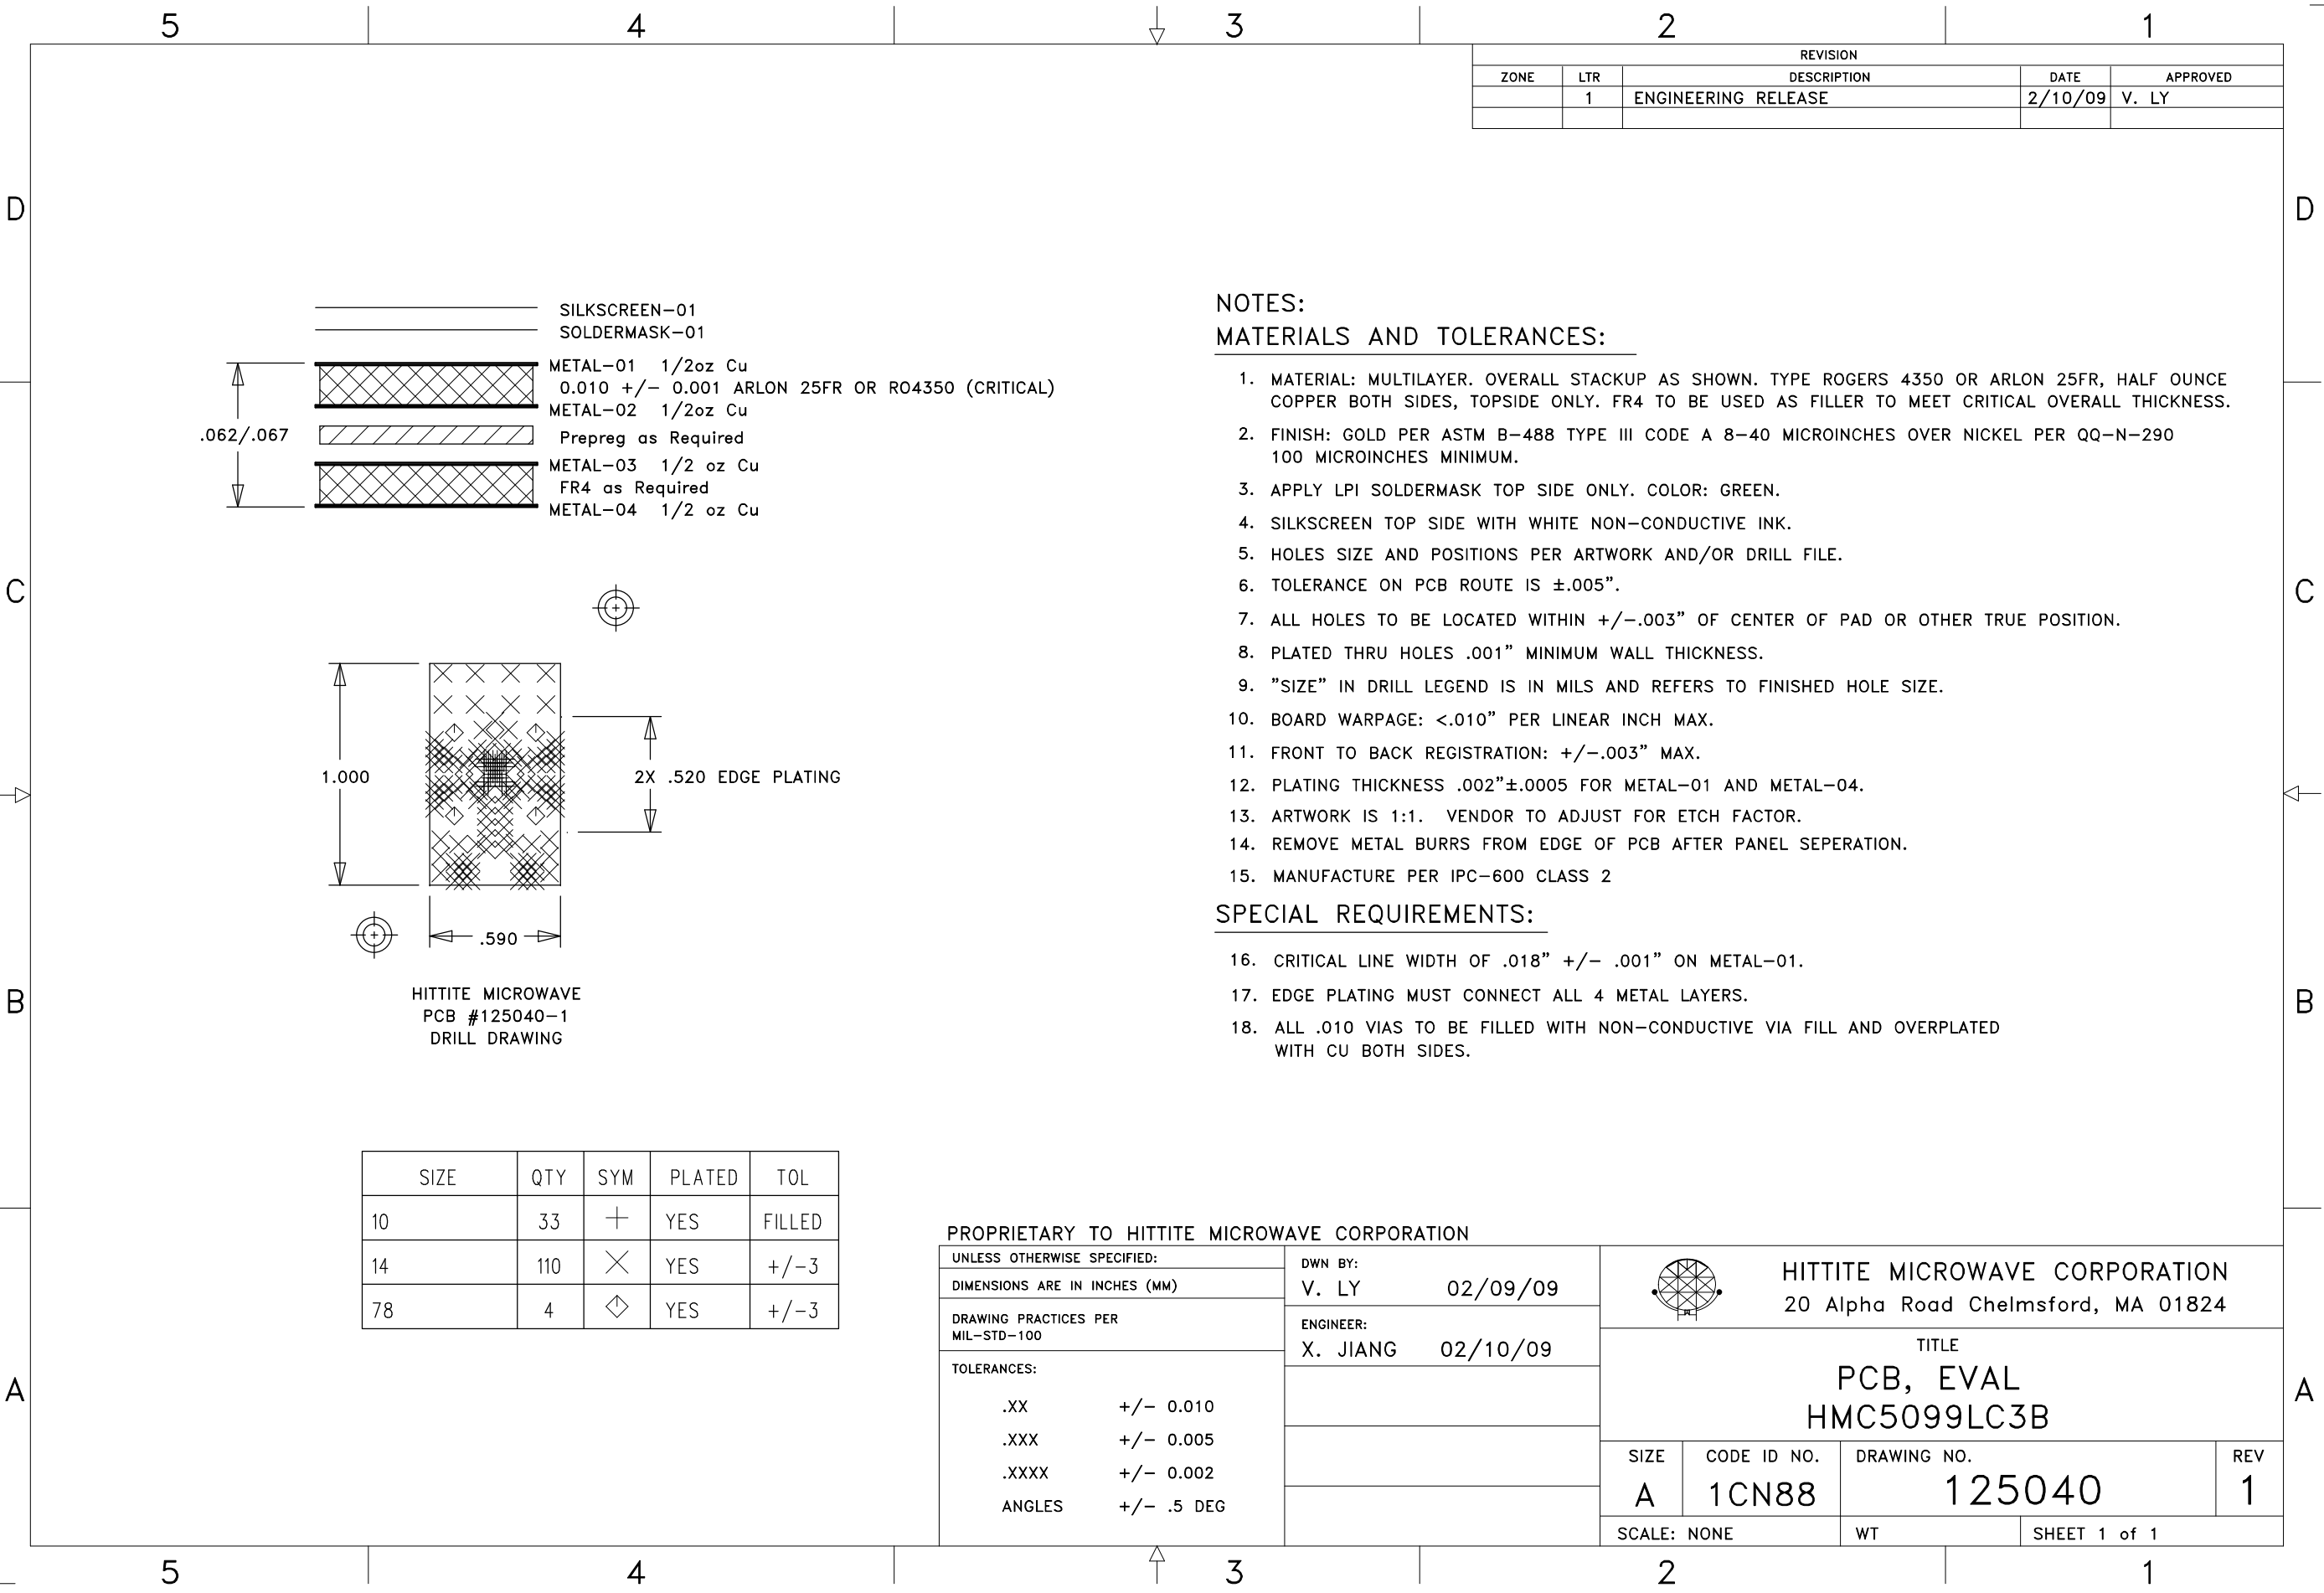 5 4 3 2 1
REVISION
ZONE LTR DESCRIPTION DATE APPROVED
1 ENGINEERING RELEASE 2/10/09 V. LY
D D
SILKSCREEN-01
SOLDERMASK-01
METAL-01 1/2oz Cu
0.010 +/- 0.001 ARLON 25FR OR RO4350 (CRITICAL)
METAL-02 1/2oz Cu
.062/.067
Prepreg as Required
METAL-03 1/2 oz Cu
FR4 as Required
METAL-04 1/2 oz Cu
NOTES:
MATERIALS AND TOLERANCES:
1. MATERIAL: MULTILAYER. OVERALL STACKUP AS SHOWN. TYPE ROGERS 4350 OR ARLON 25FR, HALF OUNCE
COPPER BOTH SIDES, TOPSIDE ONLY. FR4 TO BE USED AS FILLER TO MEET CRITICAL OVERALL THICKNESS.
2. FINISH: GOLD PER ASTM B-488 TYPE III CODE A 8-40 MICROINCHES OVER NICKEL PER QQ-N-290
100 MICROINCHES MINIMUM.
3. APPLY LPI SOLDERMASK TOP SIDE ONLY. COLOR: GREEN.
4. SILKSCREEN TOP SIDE WITH WHITE NON-CONDUCTIVE INK.
5. HOLES SIZE AND POSITIONS PER ARTWORK AND/OR DRILL FILE.
6. TOLERANCE ON PCB ROUTE IS ±.005".
7. ALL HOLES TO BE LOCATED WITHIN +/-.003" OF CENTER OF PAD OR OTHER TRUE POSITION.
8. PLATED THRU HOLES .001" MINIMUM WALL THICKNESS.
9. "SIZE" IN DRILL LEGEND IS IN MILS AND REFERS TO FINISHED HOLE SIZE.
10. BOARD WARPAGE: <.010" PER LINEAR INCH MAX.
11. FRONT TO BACK REGISTRATION: +/-.003" MAX.
12. PLATING THICKNESS .002"±.0005 FOR METAL-01 AND METAL-04.
13. ARTWORK IS 1:1. VENDOR TO ADJUST FOR ETCH FACTOR.
14. REMOVE METAL BURRS FROM EDGE OF PCB AFTER PANEL SEPERATION.
15. MANUFACTURE PER IPC-600 CLASS 2
SPECIAL REQUIREMENTS:
16. CRITICAL LINE WIDTH OF .018" +/- .001" ON METAL-01.
17. EDGE PLATING MUST CONNECT ALL 4 METAL LAYERS.
18. ALL .010 VIAS TO BE FILLED WITH NON-CONDUCTIVE VIA FILL AND OVERPLATED
WITH CU BOTH SIDES.
C C
1.000
2X .520 EDGE PLATING
.590
HITTITE MICROWAVE
PCB #125040-1
DRILL DRAWING
B B
SIZE QTY SYM PLATED TOL
10 33 YES FILLED
14 110 YES +/-3
78 4 YES +/-3
A A
PROPRIETARY TO HITTITE MICROWAVE CORPORATION
UNLESS OTHERWISE SPECIFIED:
DIMENSIONS ARE IN INCHES (MM)
DRAWING PRACTICES PER
MIL-STD-100
TOLERANCES:
.XX +/- 0.010
.XXX +/- 0.005
.XXXX +/- 0.002
ANGLES +/- .5 DEG
DWN BY:
V. LY 02/09/09
ENGINEER:
X. JIANG 02/10/09
HITTITE MICROWAVE CORPORATION
20 Alpha Road Chelmsford, MA 01824
TITLE
PCB, EVAL
HMC5099LC3B
SIZE CODE ID NO. DRAWING NO. REV
A 1CN88 125040 1
SCALE: NONE WT SHEET 1 of 1
5 4 3 2 1